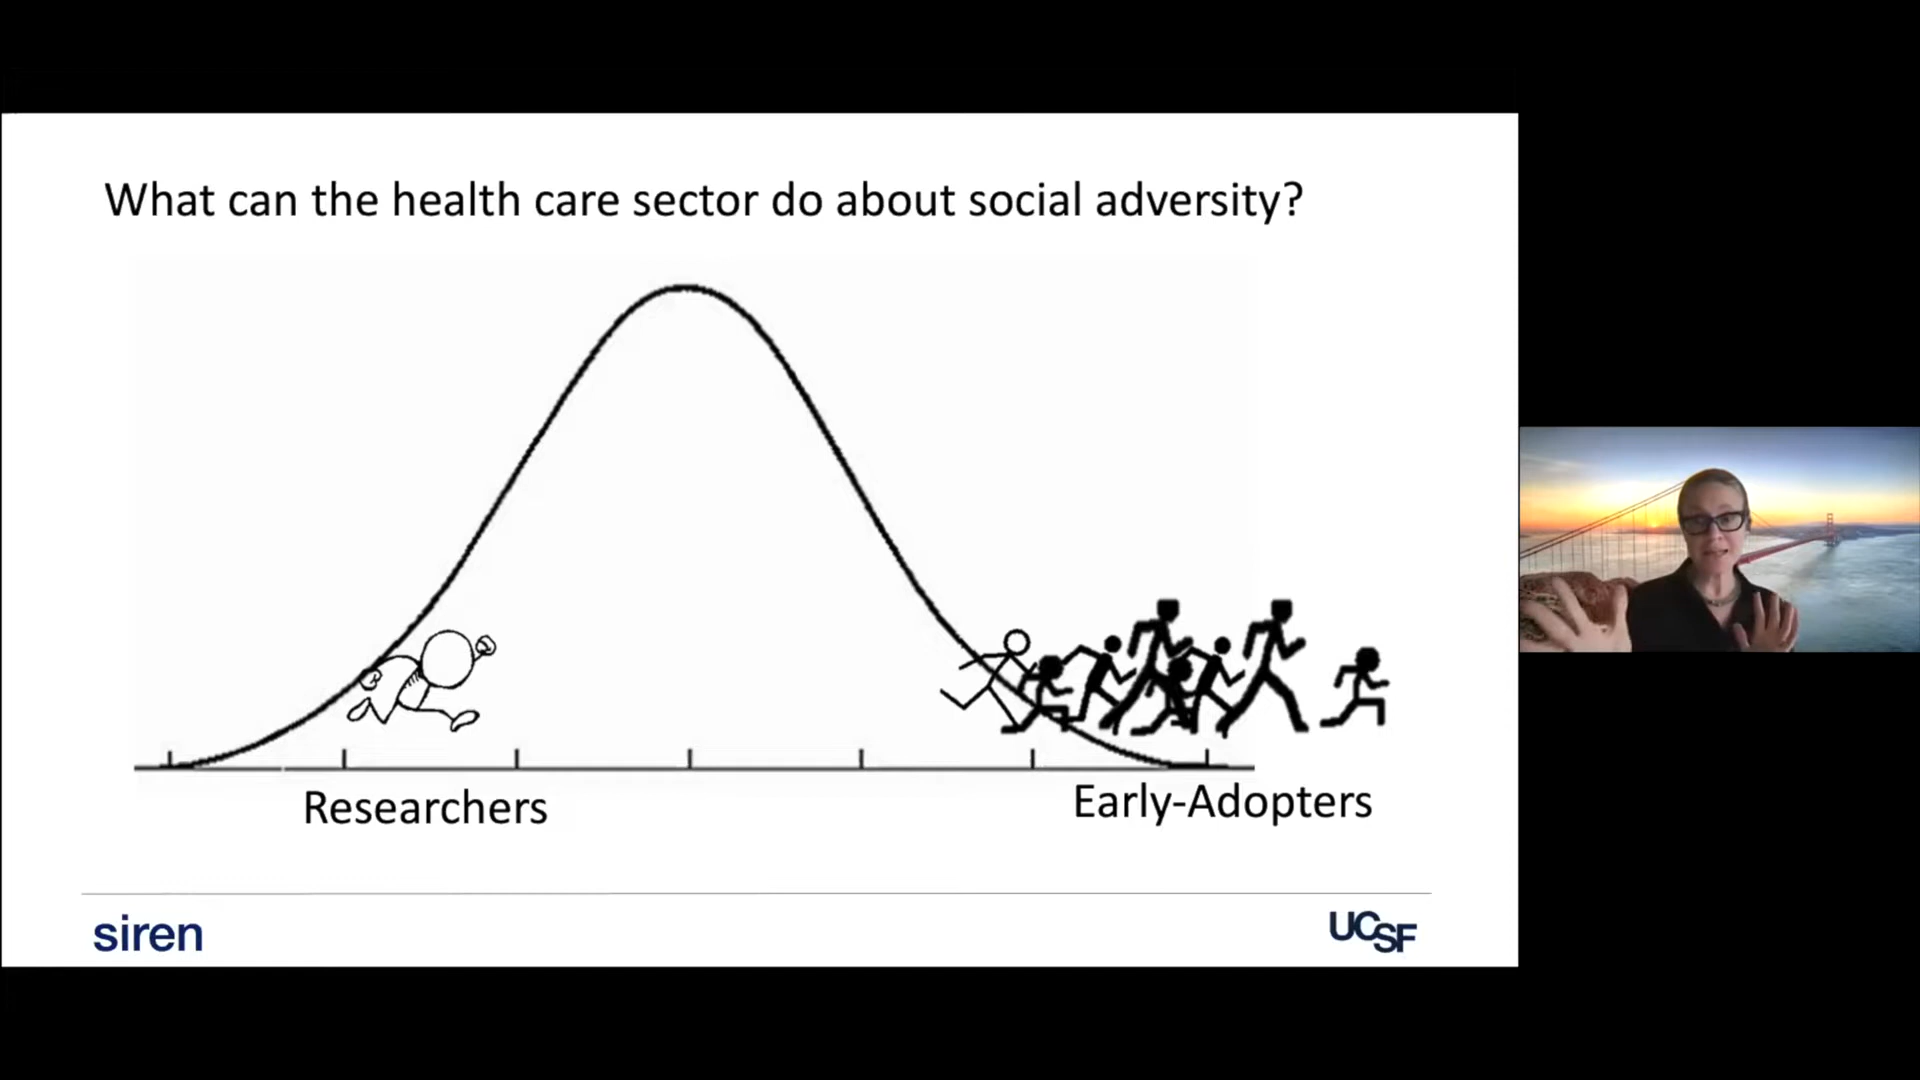 What can the health care sector do about social adversity?
Researchers
Early-Adopters
siren
UCSF